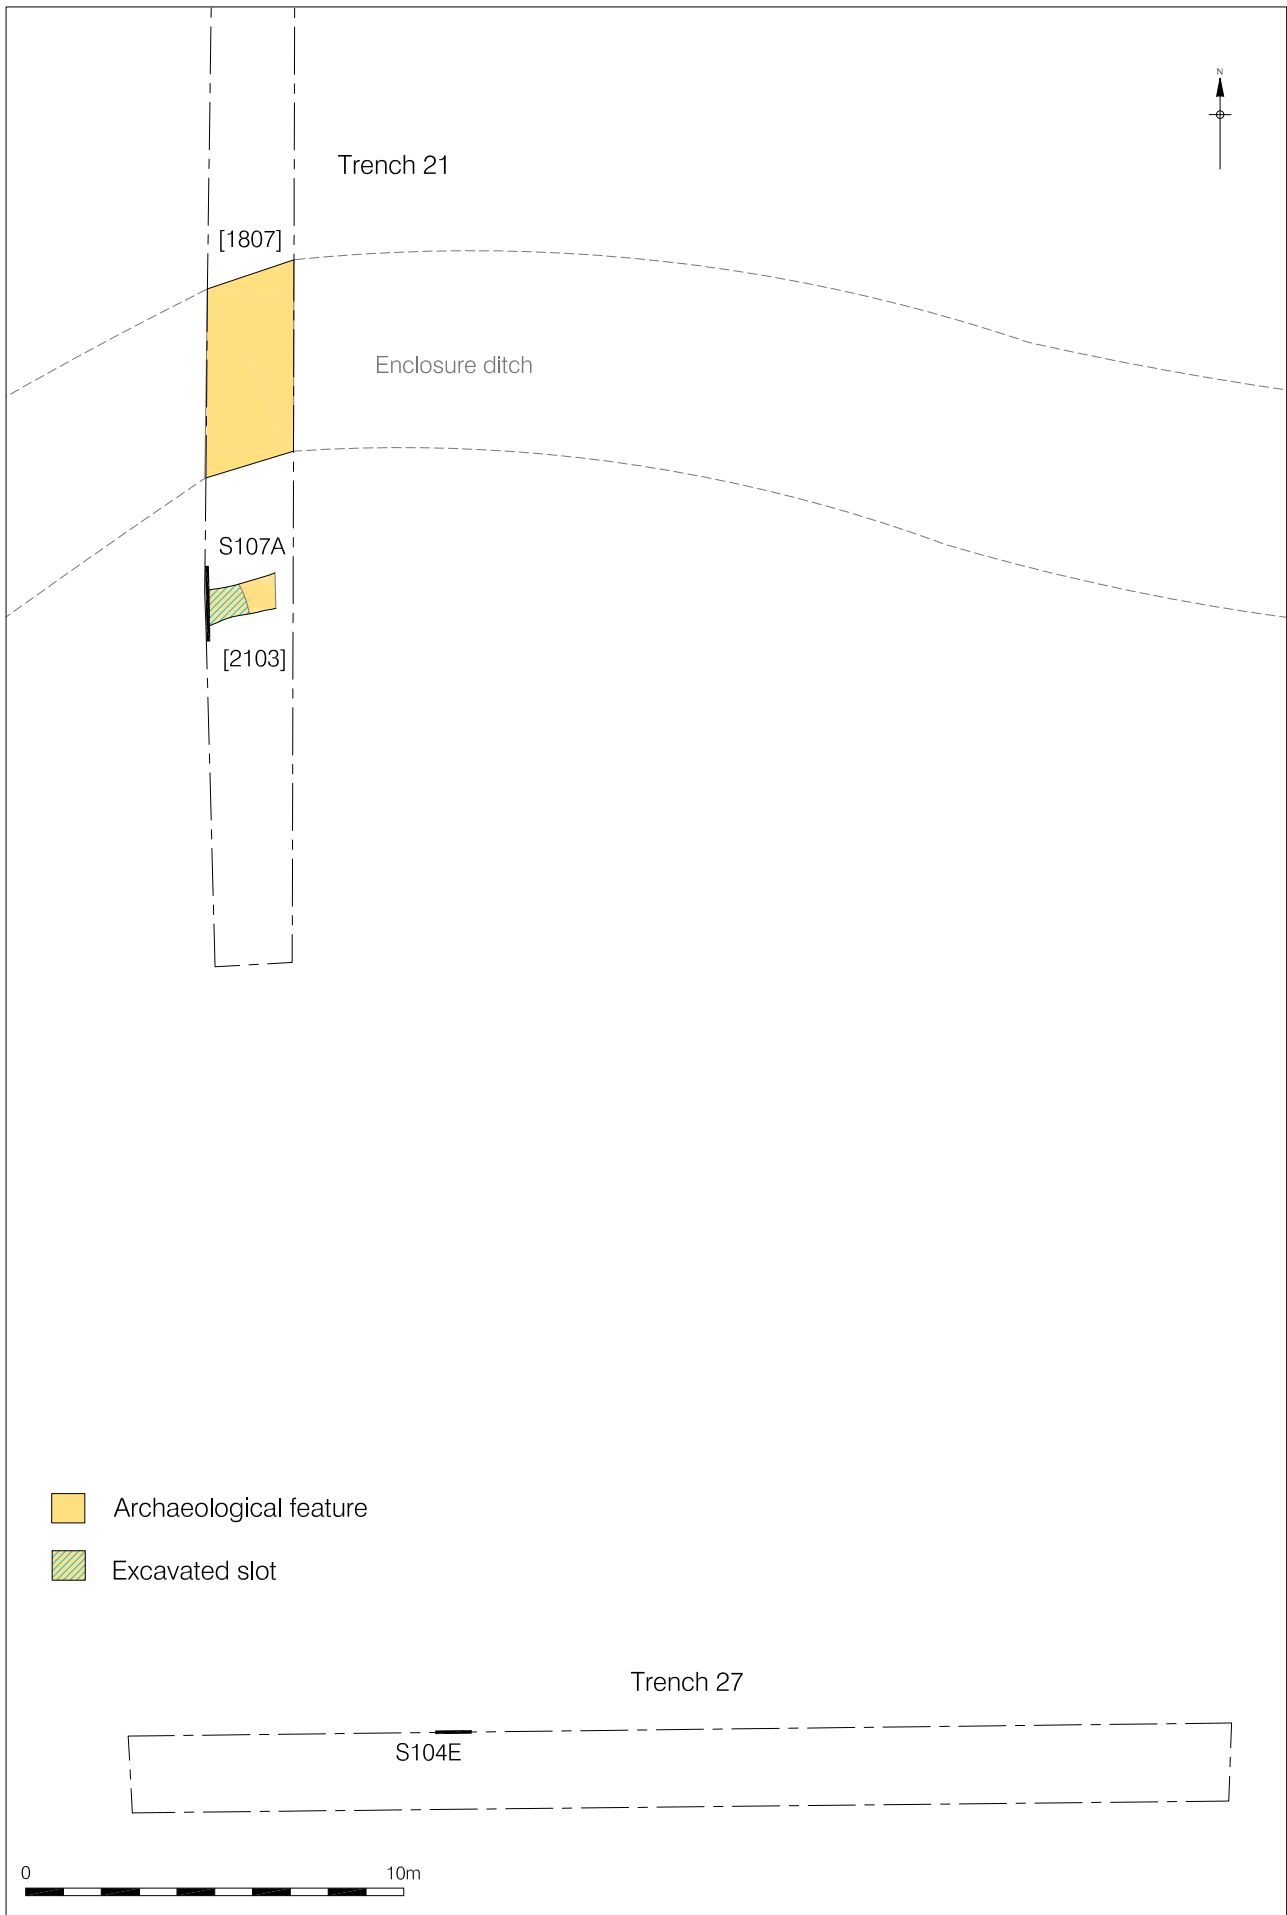 N
Trench 21
[1807]
Enclosure ditch
S107A
[2103]
Archaeological feature
Excavated slot
Trench 27
S104E
0 10m